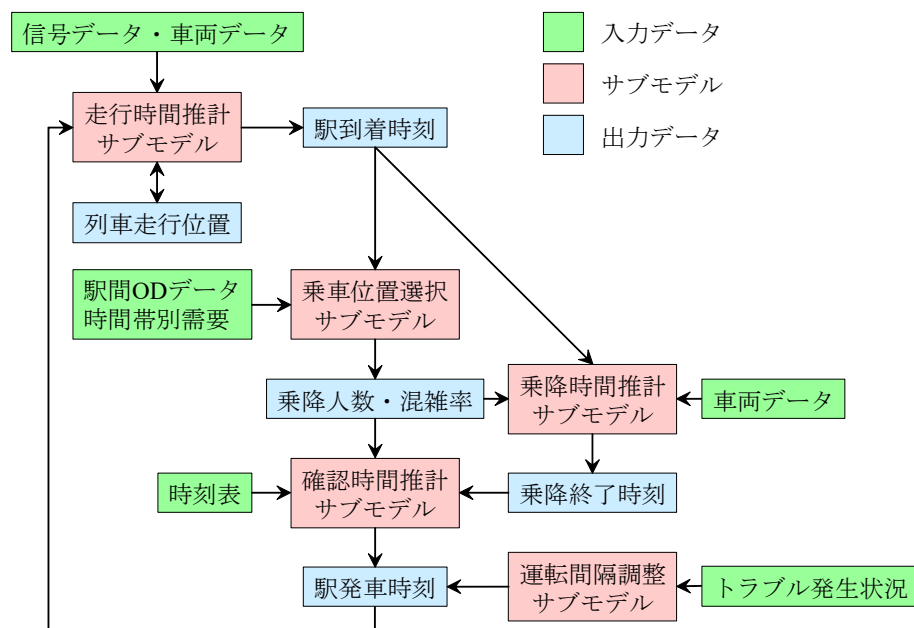 信号データ・車両データ
入力データ
サブモデル
出力データ
走行時間推計
サブモデル
駅到着時刻
列車走行位置
駅間ODデータ
時間帯別需要
乗車位置選択
サブモデル
乗降人数・混雑率
乗降時間推計
サブモデル
車両データ
時刻表
確認時間推計
サブモデル
乗降終了時刻
駅発車時刻
運転間隔調整
サブモデル
トラブル発生状況